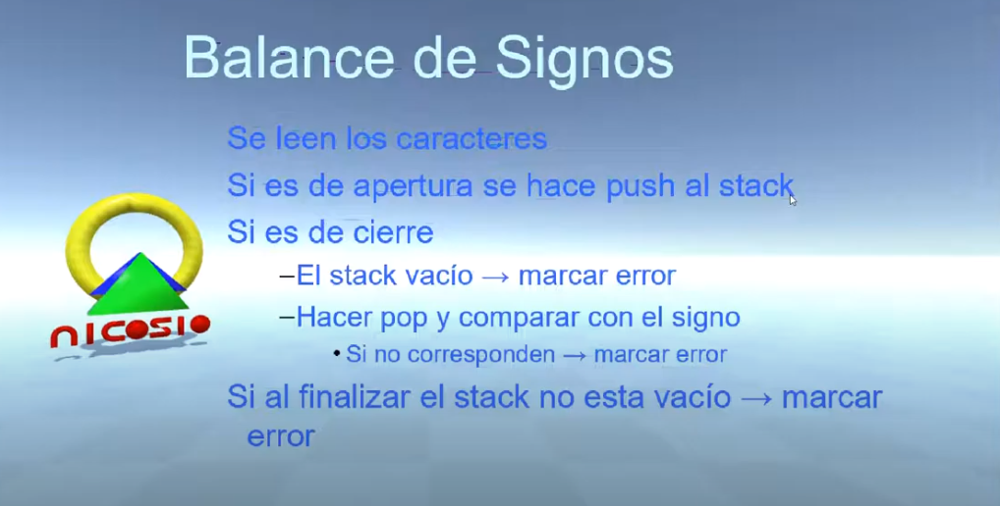 Balance de Signos
Se leen los caracteres
Si es de apertura se hace push al stack
Si es de cierre
–El stack vacío → marcar error
–Hacer pop y comparar con el signo
• Si no corresponden → marcar error
Si al finalizar el stack no esta vacío → marcar
error
nicosio